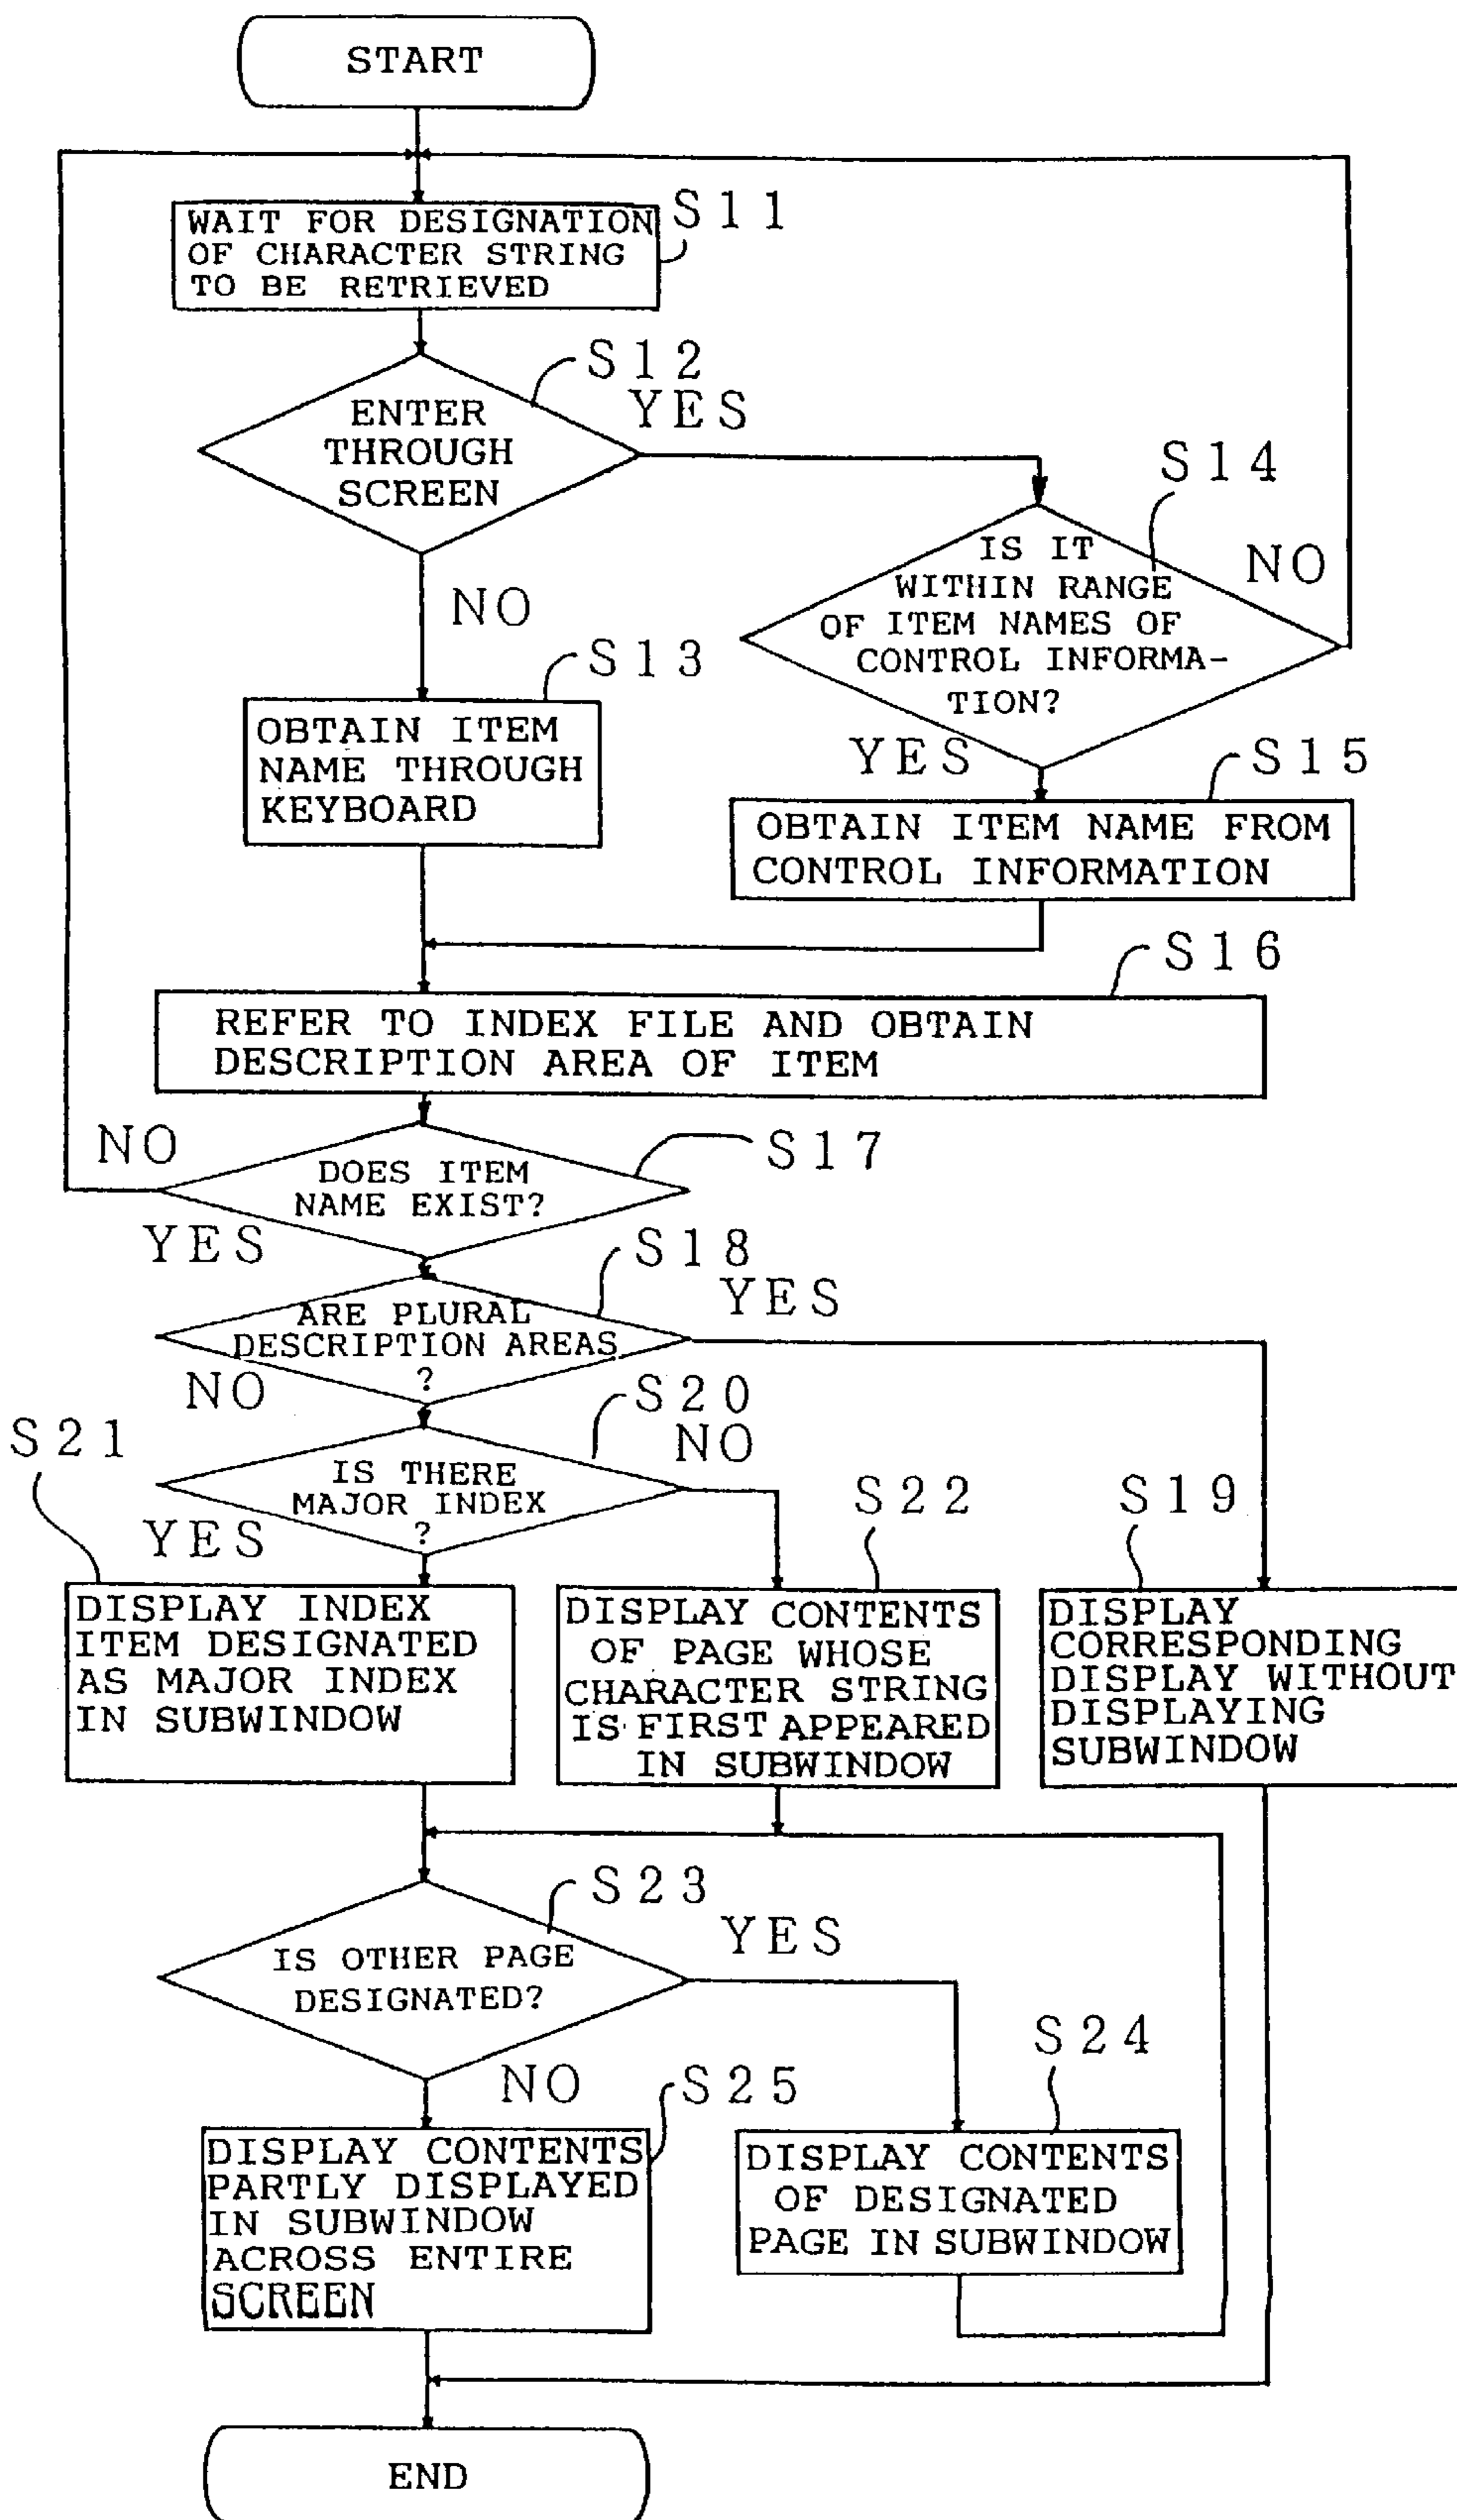 START
S11
WAIT FOR DESIGNATION
OF CHARACTER STRING
TO BE RETRIEVED
S12
YES
ENTER
THROUGH
SCREEN
NO
S14
NO
IS IT
WITHIN RANGE
OF ITEM NAMES OF
CONTROL INFORMA-
TION?
YES
S13
OBTAIN ITEM
NAME THROUGH
KEYBOARD
S15
OBTAIN ITEM NAME FROM
CONTROL INFORMATION
S16
REFER TO INDEX FILE AND OBTAIN
DESCRIPTION AREA OF ITEM
NO
S17
DOES ITEM
NAME EXIST?
YES
S18
YES
ARE PLURAL
DESCRIPTION AREAS
?
NO
S20
NO
IS THERE
MAJOR INDEX
?
YES
S21
DISPLAY INDEX
ITEM DESIGNATED
AS MAJOR INDEX
IN SUBWINDOW
S22
DISPLAY CONTENTS
OF PAGE WHOSE
CHARACTER STRING
IS FIRST APPEARED
IN SUBWINDOW
S19
DISPLAY
CORRESPONDING
DISPLAY WITHOUT
DISPLAYING
SUBWINDOW
S23
YES
IS OTHER PAGE
DESIGNATED?
NO
S25
DISPLAY CONTENTS
PARTLY DISPLAYED
IN SUBWINDOW
ACROSS ENTIRE
SCREEN
S24
DISPLAY CONTENTS
OF DESIGNATED
PAGE IN SUBWINDOW
END